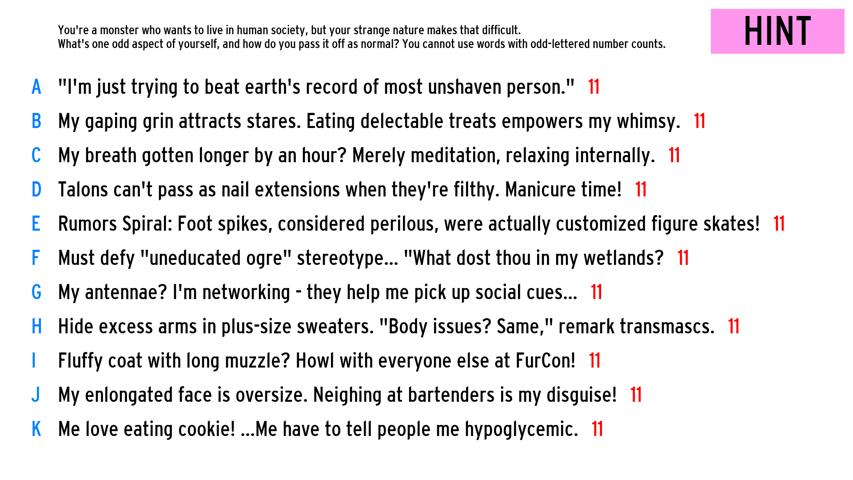 You're a monster who wants to live in human society, but your strange nature makes that difficult.
What's one odd aspect of yourself, and how do you pass it off as normal? You cannot use words with odd-lettered number counts.
HINT
A "I'm just trying to beat earth's record of most unshaven person." 11
B My gaping grin attracts stares. Eating delectable treats empowers my whimsy. 11
C My breath gotten longer by an hour? Merely meditation, relaxing internally. 11
D Talons can't pass as nail extensions when they're filthy. Manicure time! 11
E Rumors Spiral: Foot spikes, considered perilous, were actually customized figure skates! 11
F Must defy "uneducated ogre" stereotype... "What dost thou in my wetlands? 11
G My antennae? I'm networking - they help me pick up social cues... 11
H Hide excess arms in plus-size sweaters. "Body issues? Same," remark transmascs. 11
I Fluffy coat with long muzzle? Howl with everyone else at FurCon! 11
J My enlongated face is oversize. Neighing at bartenders is my disguise! 11
K Me love eating cookie! ...Me have to tell people me hypoglycemic. 11